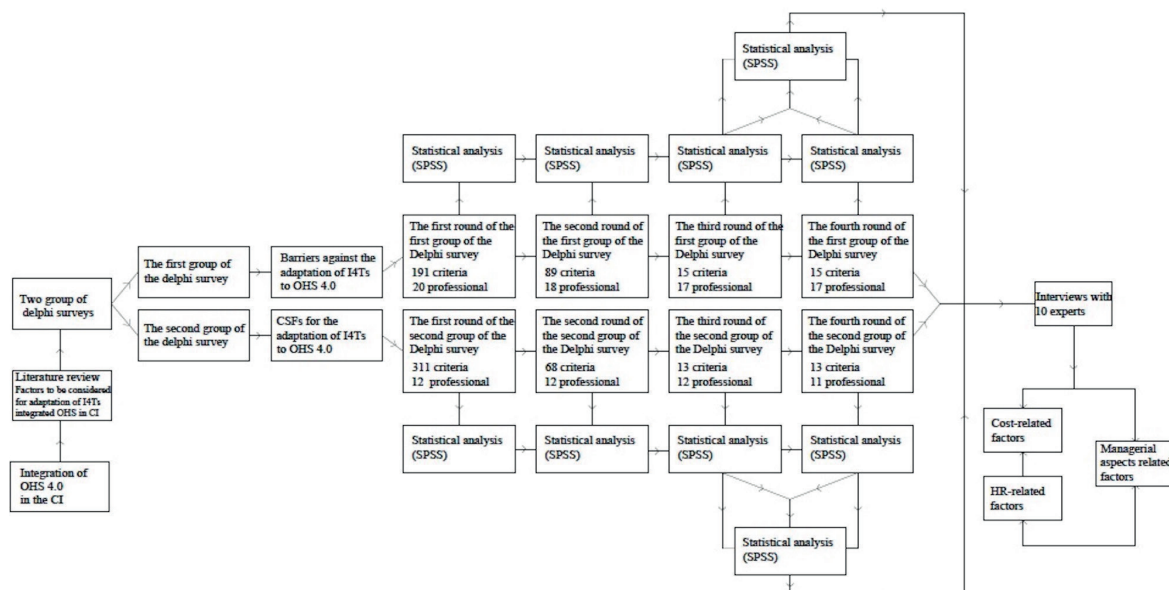 Statistical analysis
(SPSS)
Statistical analysis
(SPSS)
Statistical analysis
(SPSS)
Statistical analysis
(SPSS)
Statistical analysis
(SPSS)
Two group of
delphi surveys
The first group of
the delphi survey
Barriers against the
adaptation of I4Ts
to OHS 4.0
The first round of the
first group of the
Delphi survey
191 criteria
20 professional
The second round of
the first group of the
Delphi survey
89 criteria
18 professional
The third round of the
first group of the
Delphi survey
15 criteria
17 professional
The fourth round of
the first group of the
Delphi survey
15 criteria
17 professional
The second group of
the delphi survey
CSFs for the
adaptation of I4Ts
to OHS 4.0
The first round of the
second group of the
Delphi survey
311 criteria
12 professional
The second round of
the second group of
the Delphi survey
68 criteria
12 professional
The third round of
the second group of
the Delphi survey
13 criteria
12 professional
The fourth round of
the second group of
the Delphi survey
13 criteria
11 professional
Interviews with
10 experts
Literature review
Factors to be considered
for adaptation of I4Ts
integrated OHS in CI
Integration of
OHS 4.0
in the CI
Statistical analysis
(SPSS)
Statistical analysis
(SPSS)
Statistical analysis
(SPSS)
Statistical analysis
(SPSS)
Cost-related
factors
HR-related
factors
Managerial
aspects related
factors
Statistical analysis
(SPSS)